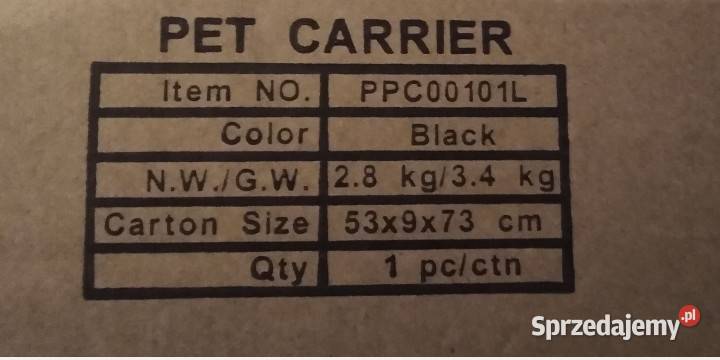 PET CARRIER
Item NO. PPC00101L
Color Black
N.W./G.W. 2.8 kg/3.4 kg
Carton Size 53x9x73 cm
Qty 1 pc/ctn
Sprzedajemy.pl